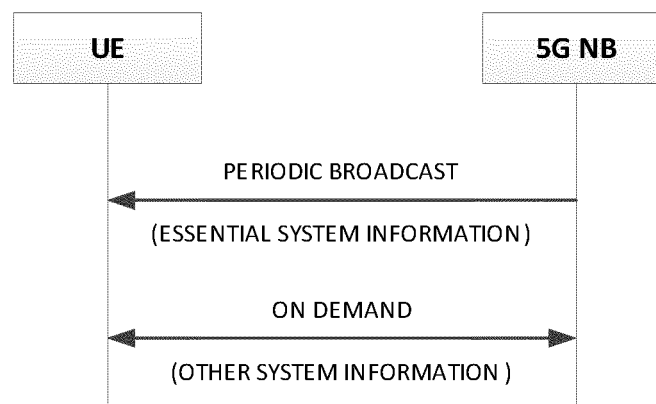 UE
5G NB
PERIODIC BROADCAST
(ESSENTIAL SYSTEM INFORMATION )
ON DEMAND
(OTHER SYSTEM INFORMATION )